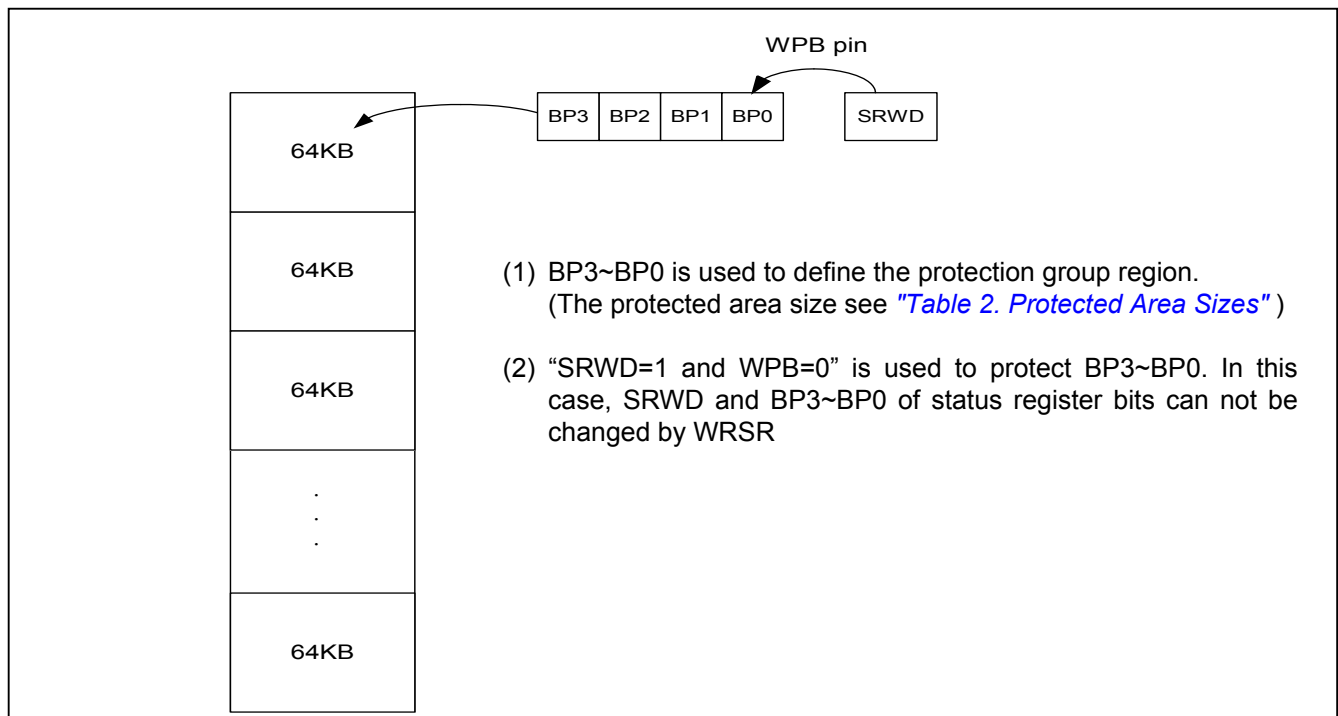 WPB pin
BP3 BP2 BP1 BP0 SRWD
64KB
64KB
(1) BP3~BP0 is used to define the protection group region.
(The protected area size see "Table 2. Protected Area Sizes" )
64KB
(2) “SRWD=1 and WPB=0” is used to protect BP3~BP0. In this
case, SRWD and BP3~BP0 of status register bits can not be
changed by WRSR
.
.
.
64KB